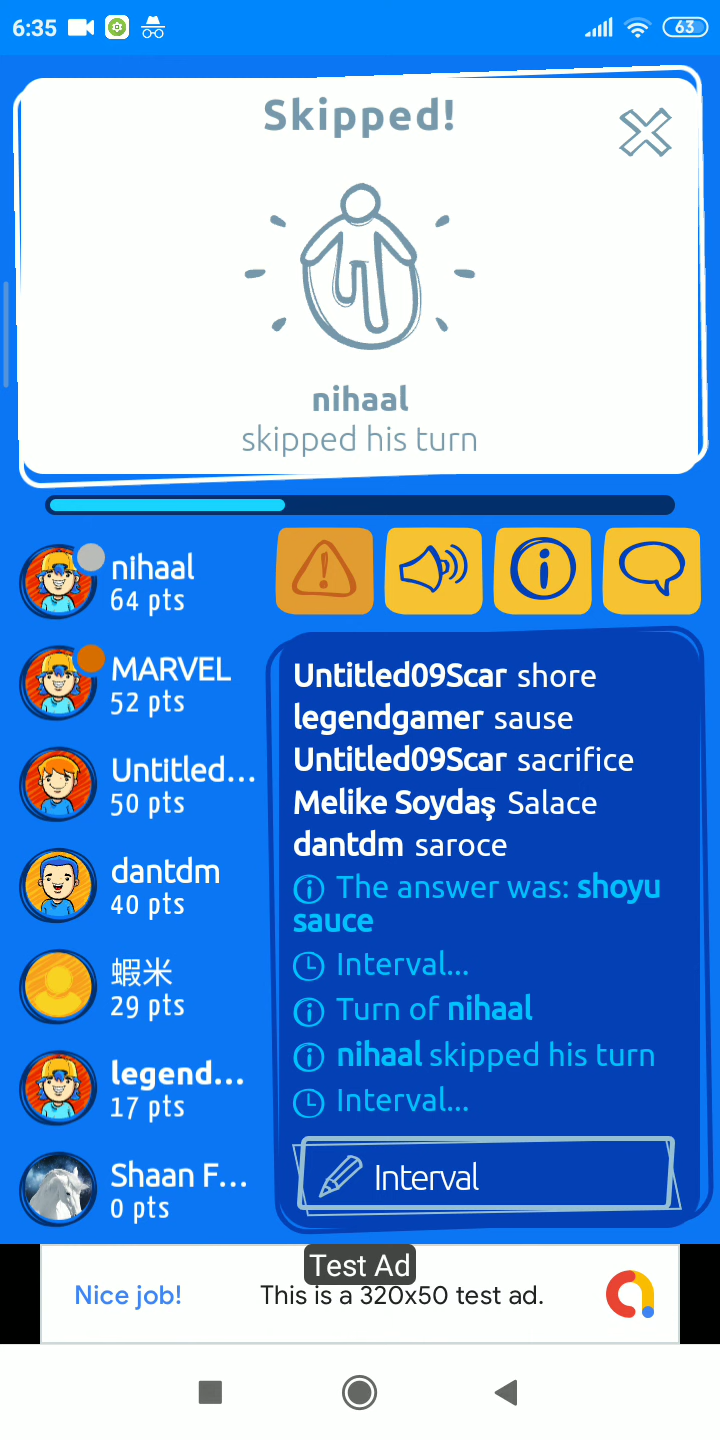 6:35
63
Skipped!
nihaal
skipped his turn
nihaal
64 pts
MARVEL
52 pts
Untitled...
50 pts
dantdm
40 pts
蝦米
29 pts
legend...
17 pts
Shaan F...
0 pts
Untitled09Scar shore
legendgamer sause
Untitled09Scar sacrifice
Melike Soydaş Salace
dantdm saroce
The answer was: shoyu
sauce
Interval...
Turn of nihaal
nihaal skipped his turn
Interval...
Interval
Test Ad
Nice job!
This is a 320x50 test ad.